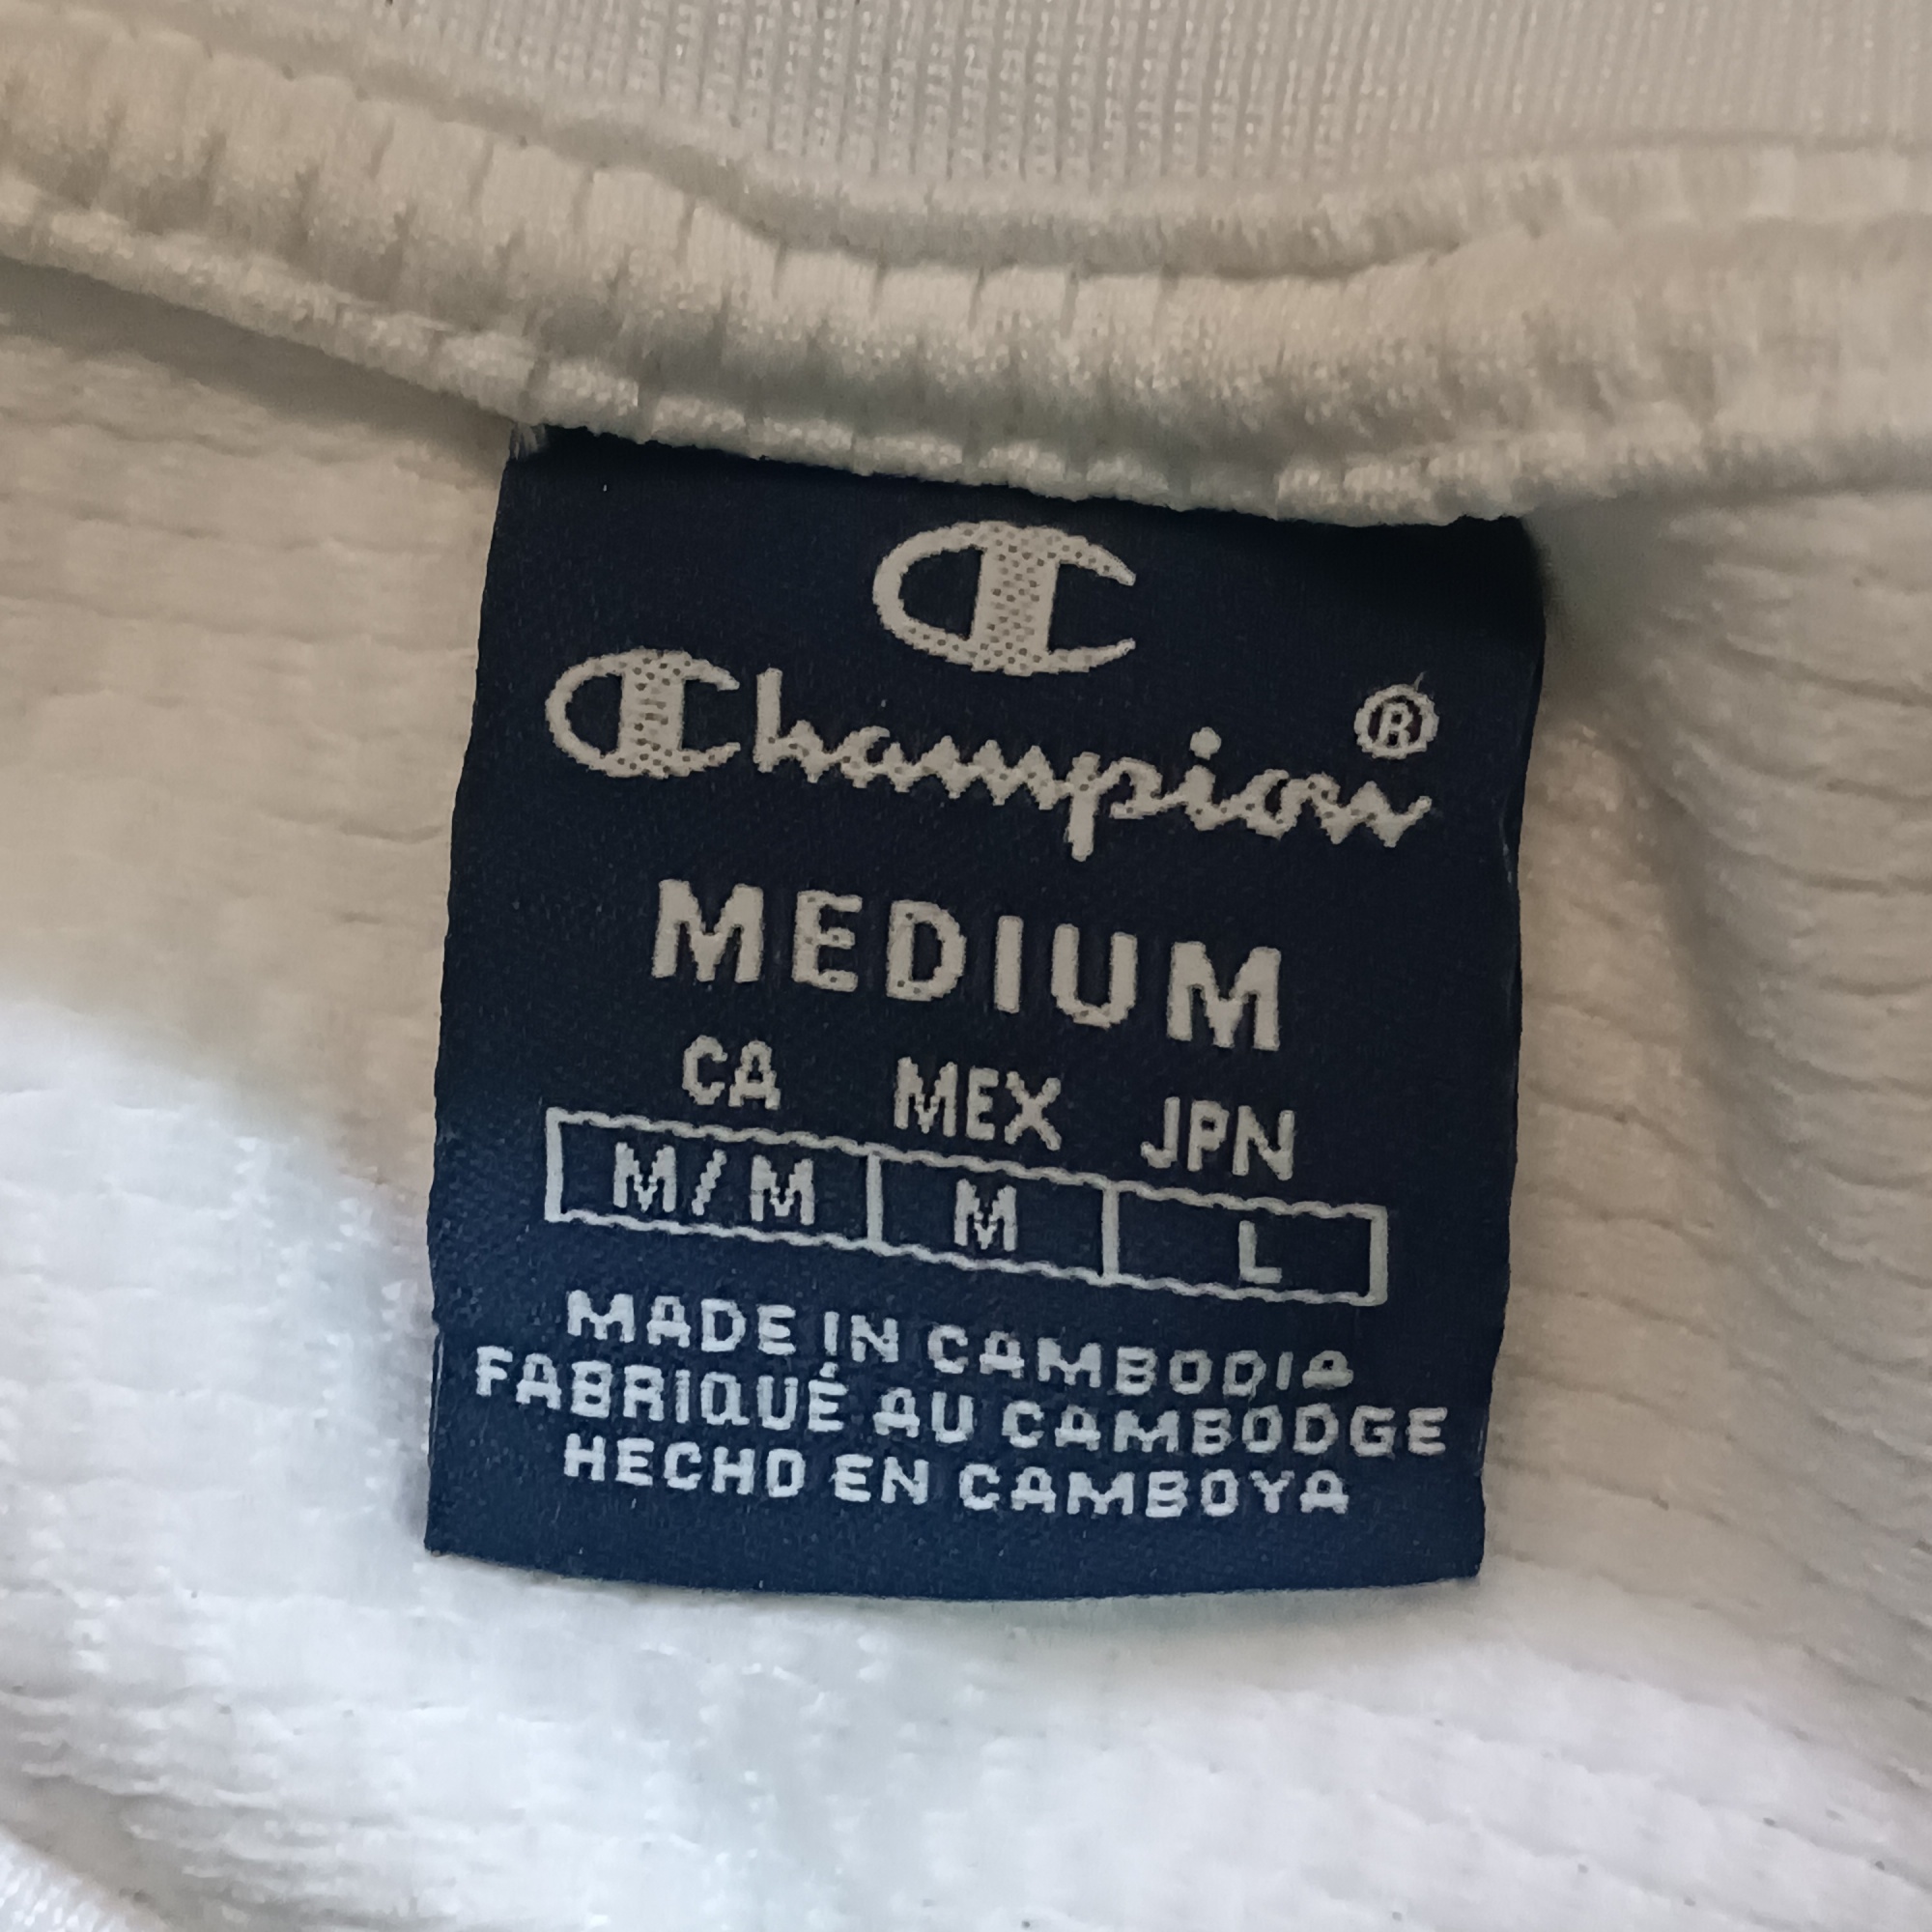 C
Champion®
MEDIUM
CA MEX JPN
M/M M L
MADE IN CAMBODIA
FABRIQUÉ AU CAMBODGE
HECHO EN CAMBOYA